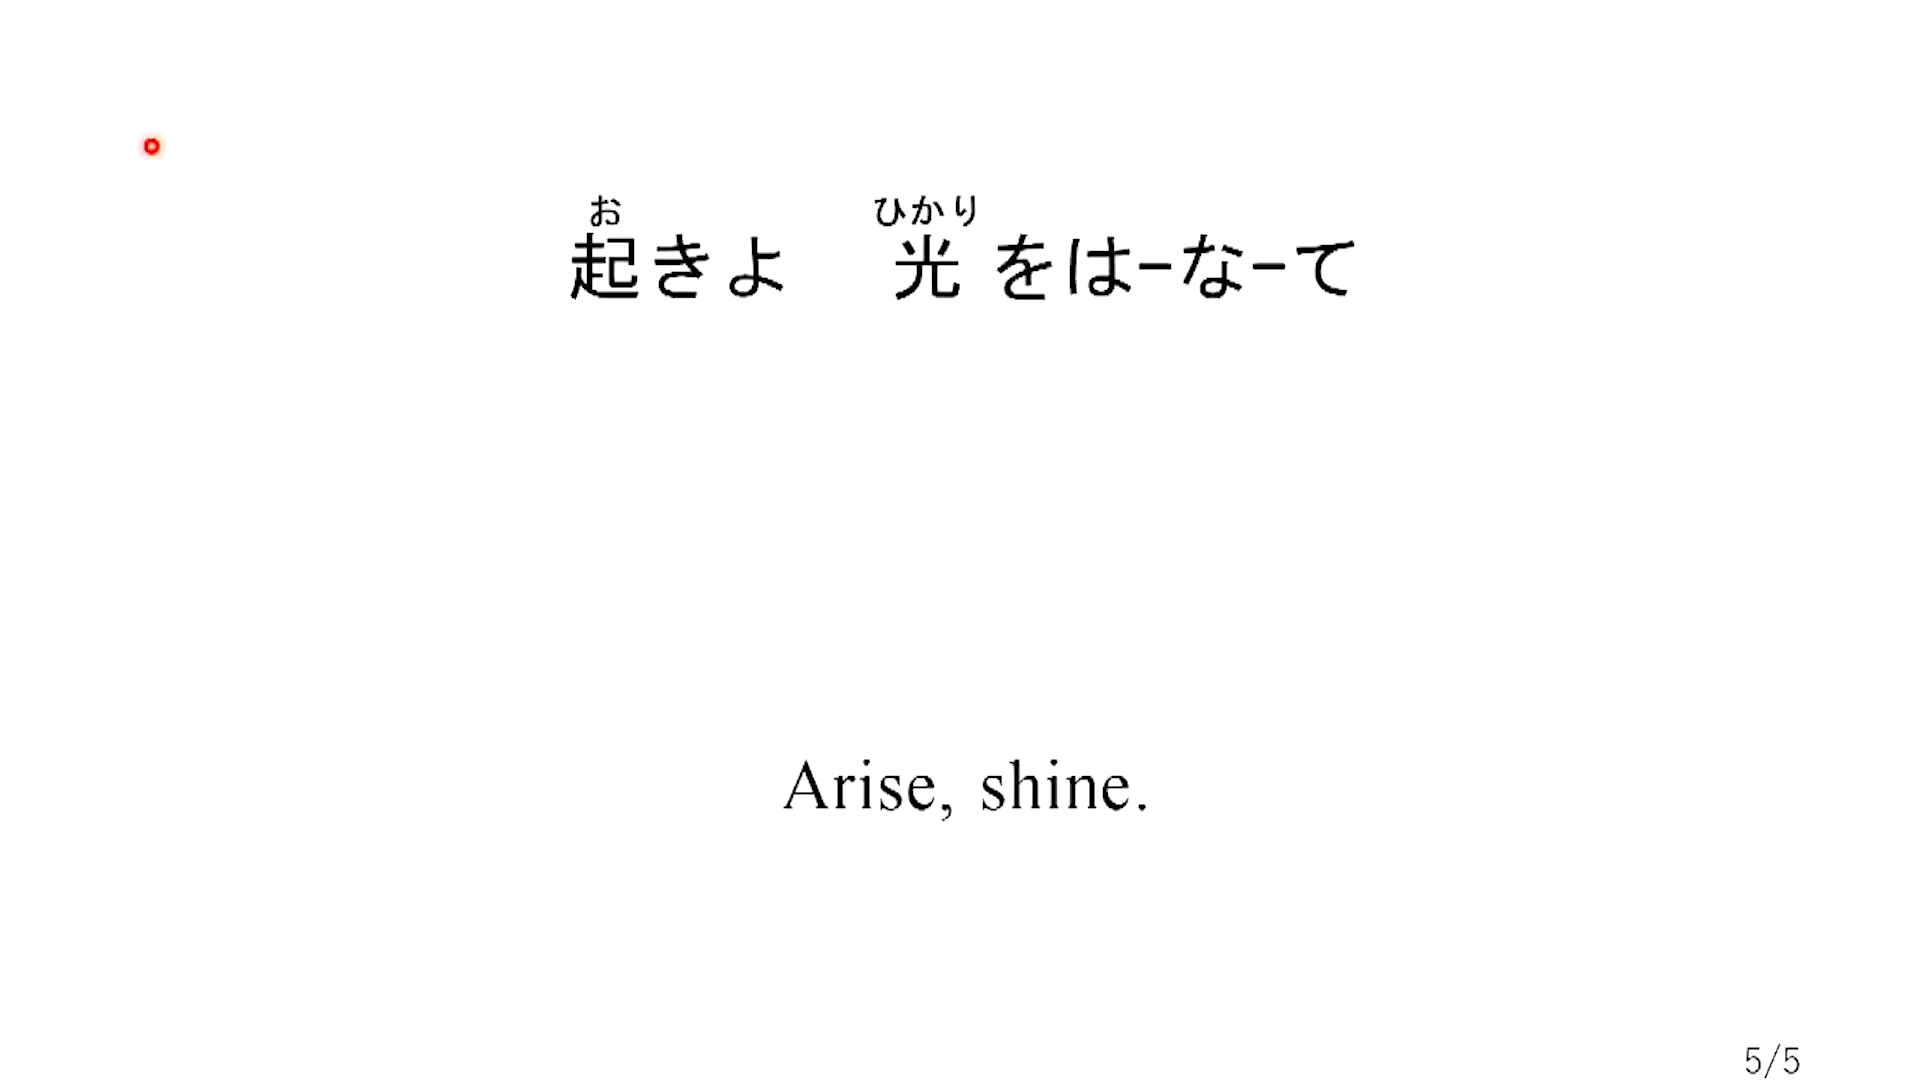 お ひかり
起きよ　光をは-な-て
Arise, shine.
5/5